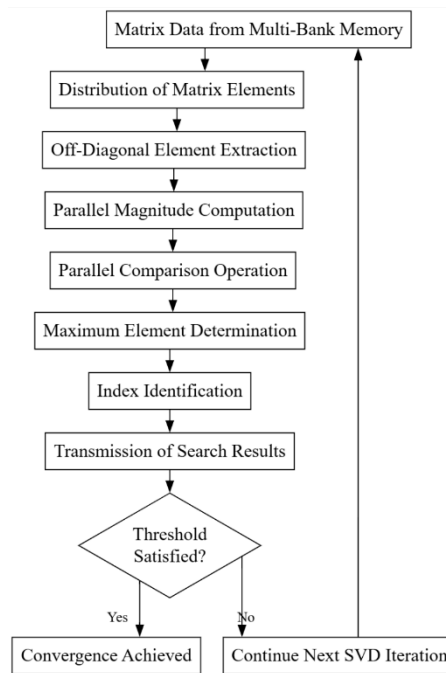 Matrix Data from Multi-Bank Memory
Distribution of Matrix Elements
Off-Diagonal Element Extraction
Parallel Magnitude Computation
Parallel Comparison Operation
Maximum Element Determination
Index Identification
Transmission of Search Results
Threshold
Satisfied?
Yes
No
Convergence Achieved
Continue Next SVD Iteration